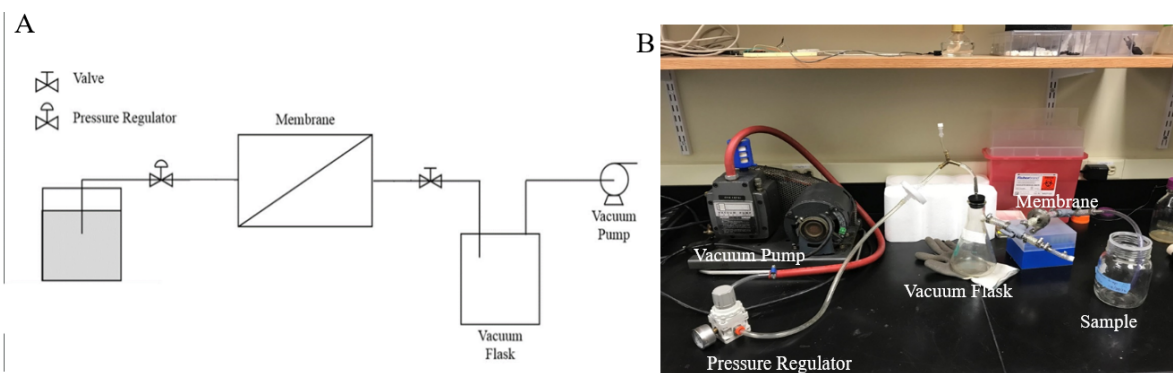 A
Valve
Pressure Regulator
Membrane
Vacuum
Pump
Vacuum
Flask
B
Membrane
Vacuum Pump
Vacuum Flask
Sample
Pressure Regulator